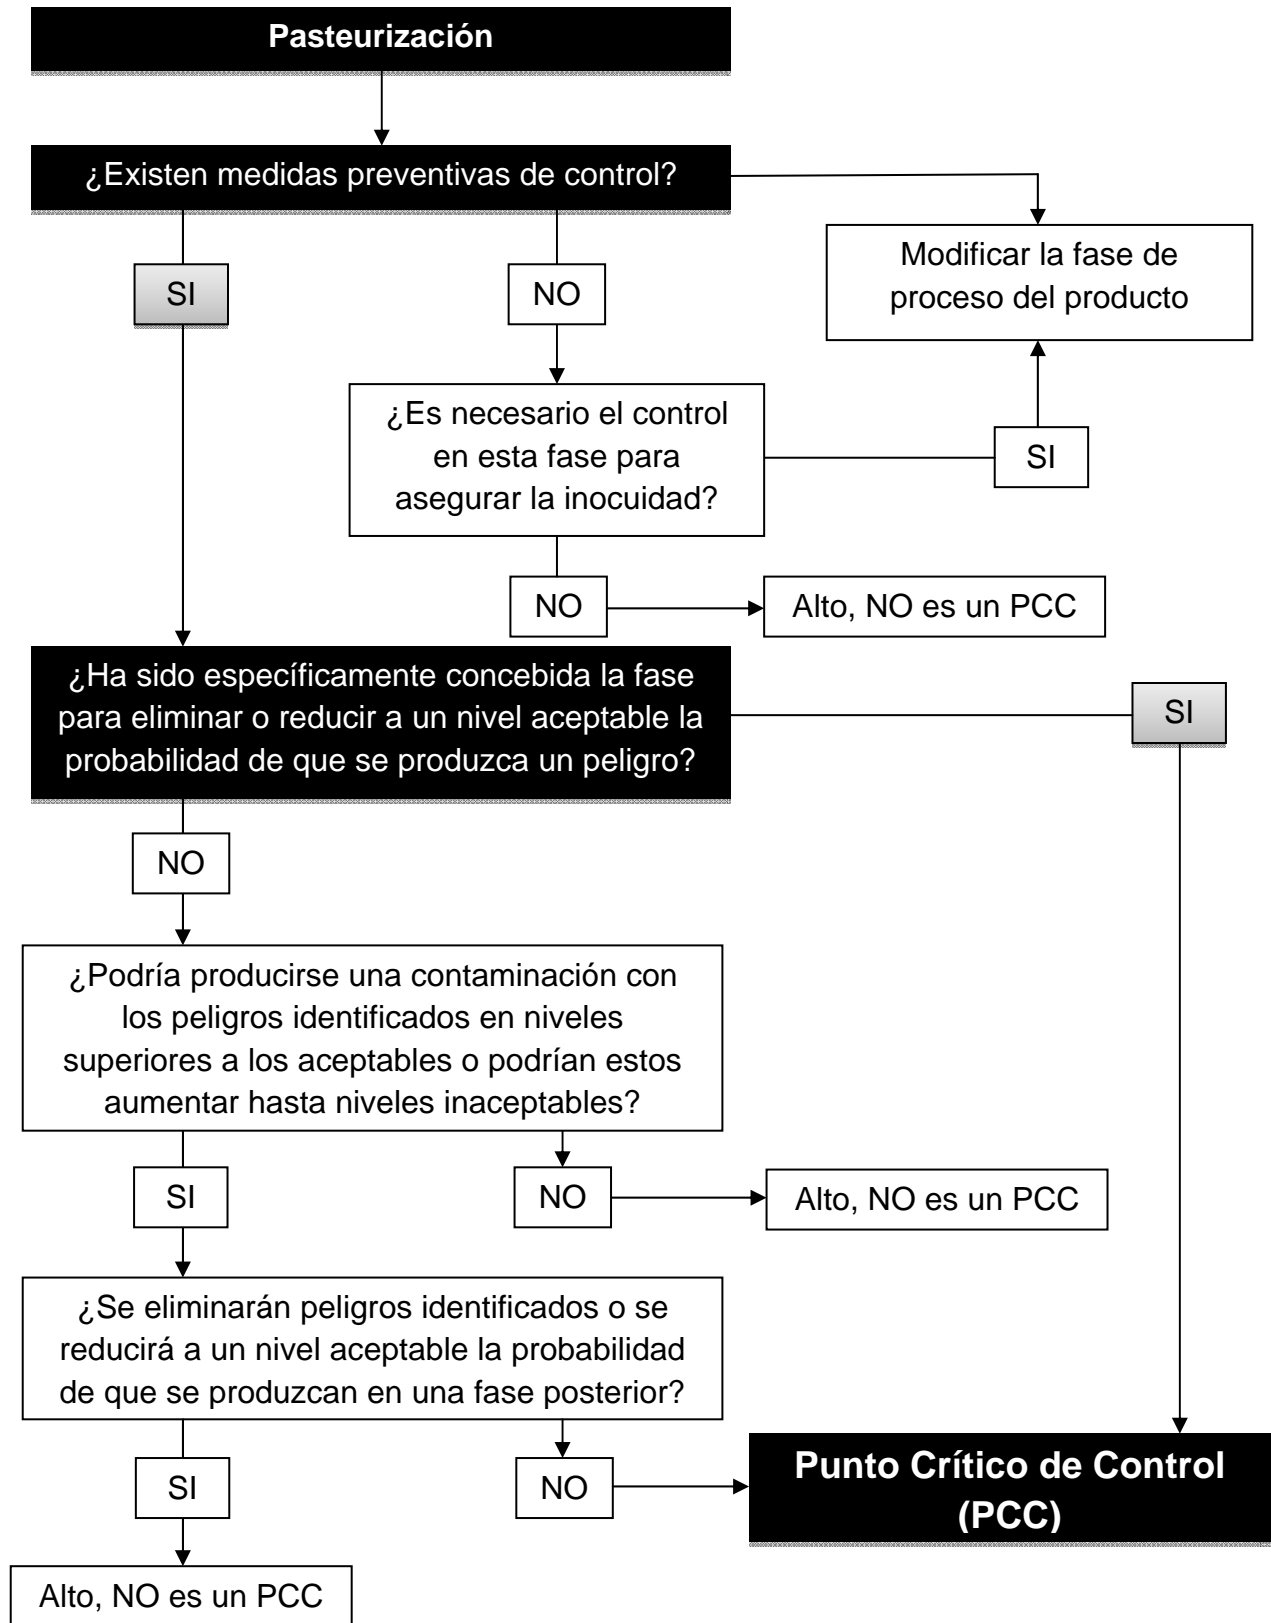 Pasteurización
¿Existen medidas preventivas de control?
Modificar la fase de
proceso del producto
SI
NO
¿Es necesario el control
en esta fase para
asegurar la inocuidad?
SI
NO
Alto, NO es un PCC
¿Ha sido específicamente concebida la fase
para eliminar o reducir a un nivel aceptable la
probabilidad de que se produzca un peligro?
SI
NO
¿Podría producirse una contaminación con
los peligros identificados en niveles
superiores a los aceptables o podrían estos
aumentar hasta niveles inaceptables?
SI
NO
Alto, NO es un PCC
¿Se eliminarán peligros identificados o se
reducirá a un nivel aceptable la probabilidad
de que se produzcan en una fase posterior?
SI
NO
Punto Crítico de Control
(PCC)
Alto, NO es un PCC